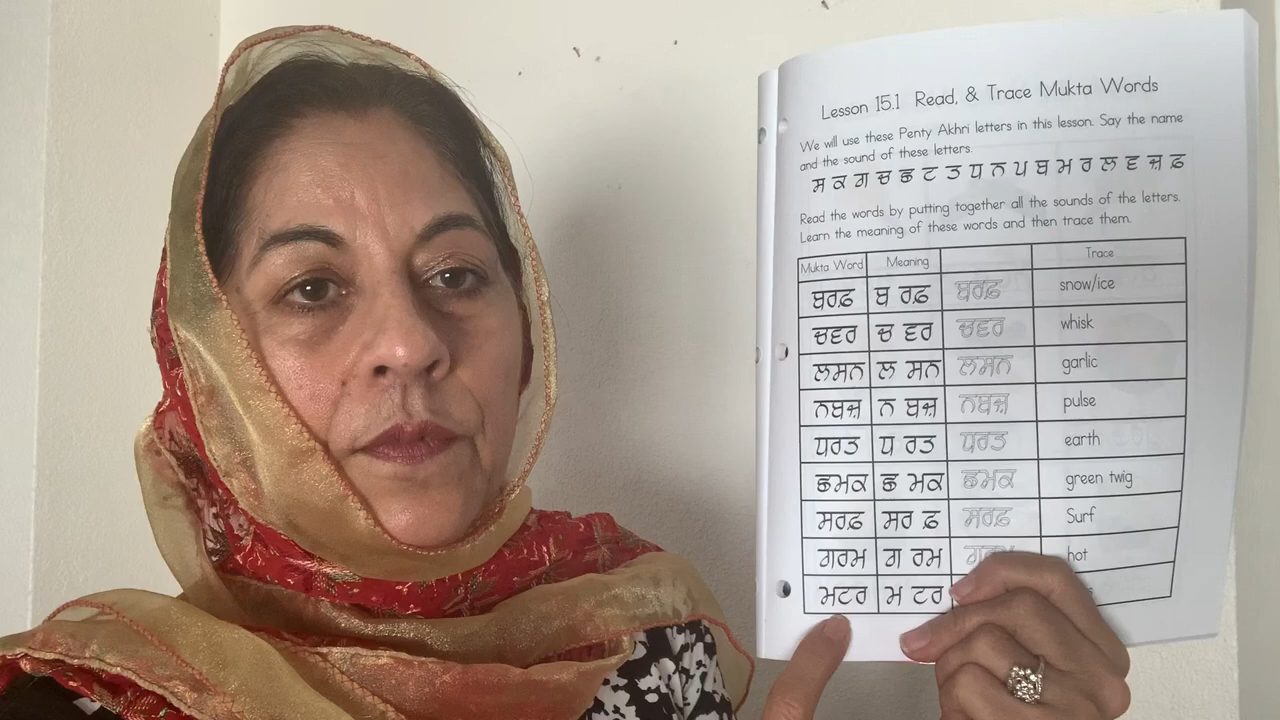 Lesson 15.1 Read, & Trace Mukta Words
We will use these Penty Akhri letters in this lesson. Say the name
and the sound of these letters.
ਸ ਕ ਗ ਚ ਛ ਟ ਤ ਧ ਨ ਪ ਬ ਮ ਰ ਲ ਵ ਜ਼ ਫ਼
Read the words by putting together all the sounds of the letters.
Learn the meaning of these words and then trace them.
Mukta Word Meaning Trace
ਬਰਫ਼ ਬ ਰਫ਼ ਬਰਫ਼ snow/ice
ਚਵਰ ਚ ਵਰ ਚਵਰ whisk
ਲਸਨ ਲ ਸਨ ਲਸਨ garlic
ਨਬਜ਼ ਨ ਬਜ਼ ਨਬਜ਼ pulse
ਧਰਤ ਧ ਰਤ ਧਰਤ earth
ਛਮਕ ਛ ਮਕ ਛਮਕ green twig
ਸਰਫ਼ ਸਰ ਫ਼ ਸਰਫ਼ Surf
ਗਰਮ ਗ ਰਮ ਗਰਮ hot
ਮਟਰ ਮ ਟਰ